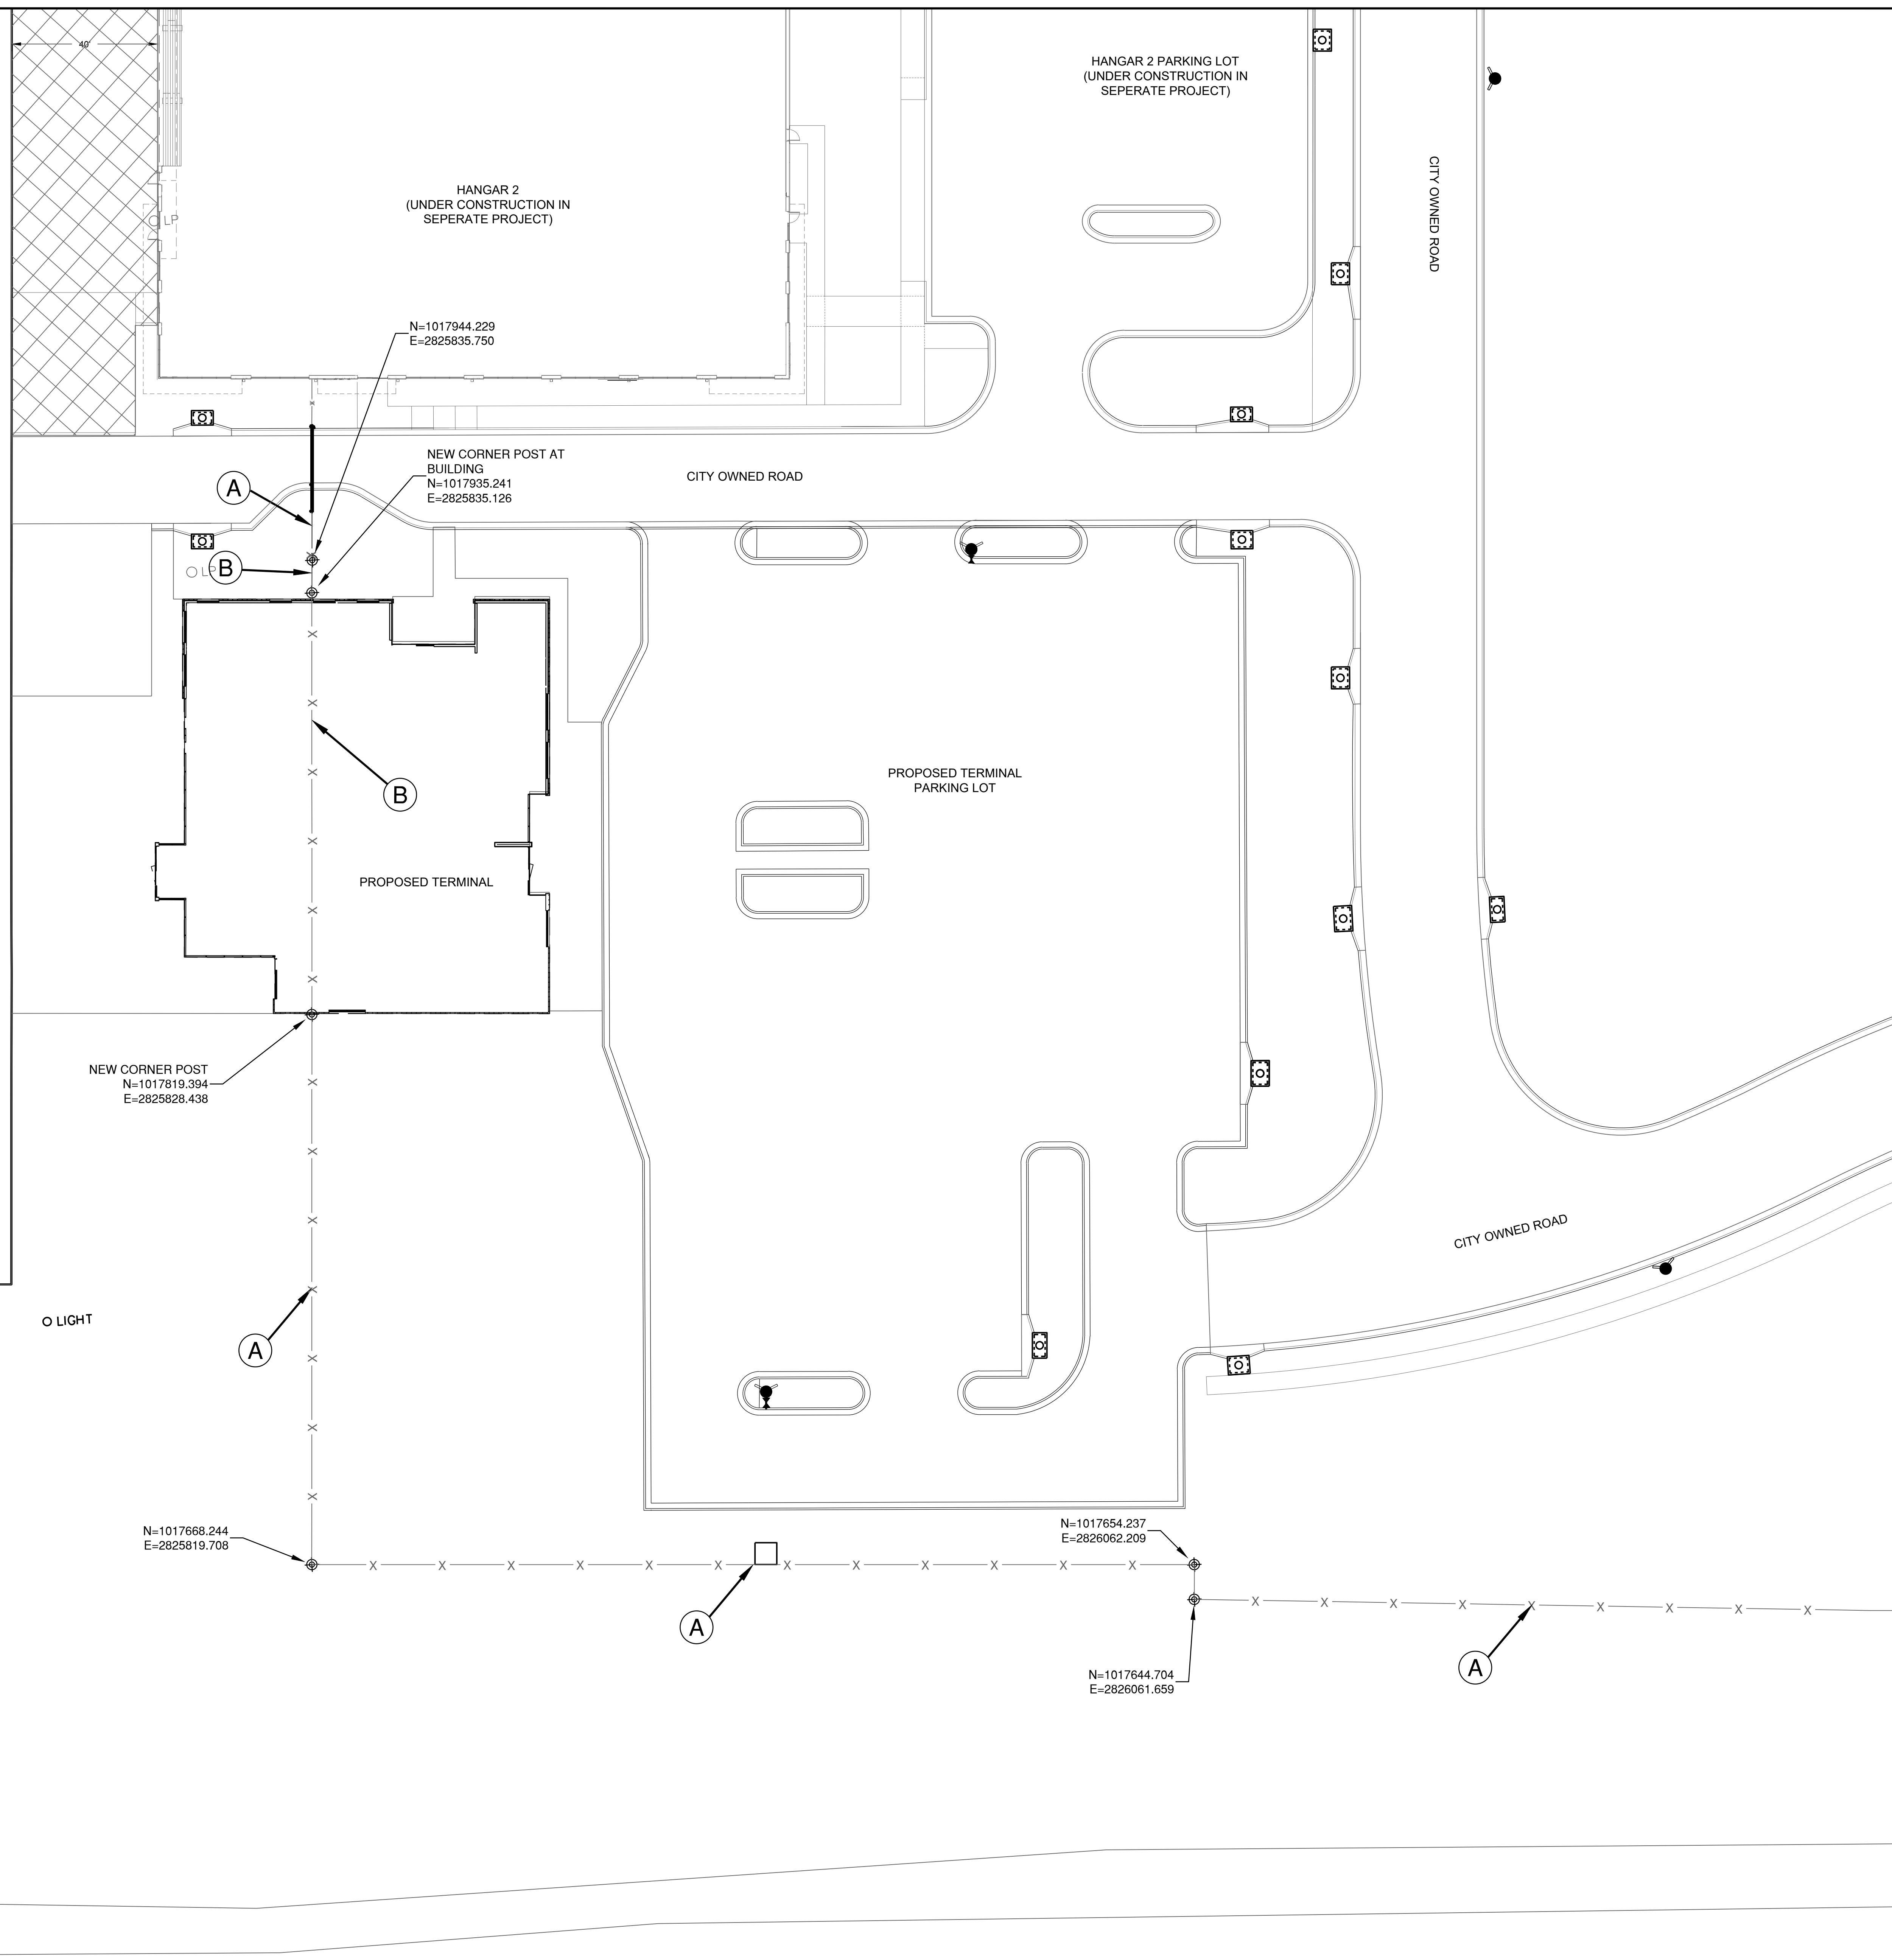 40'
HANGAR 2 PARKING LOT
(UNDER CONSTRUCTION IN
SEPERATE PROJECT)
CITY OWNED ROAD
HANGAR 2
(UNDER CONSTRUCTION IN
SEPERATE PROJECT)
LP
N=1017944.229
E=2825835.750
NEW CORNER POST AT
BUILDING
N=1017935.241
E=2825835.126
CITY OWNED ROAD
A
LP
B
B
PROPOSED TERMINAL
PARKING LOT
PROPOSED TERMINAL
NEW CORNER POST
N=1017819.394
E=2825828.438
CITY OWNED ROAD
LIGHT
A
N=1017668.244
E=2825819.708
N=1017654.237
E=2826062.209
A
A
N=1017644.704
E=2826061.659